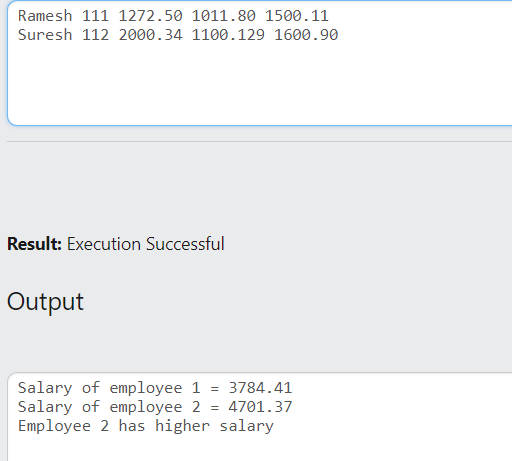 Ramesh 111 1272.50 1011.80 1500.11
Suresh 112 2000.34 1100.129 1600.90
Result: Execution Successful
Output
Salary of employee 1 = 3784.41
Salary of employee 2 = 4701.37
Employee 2 has higher salary